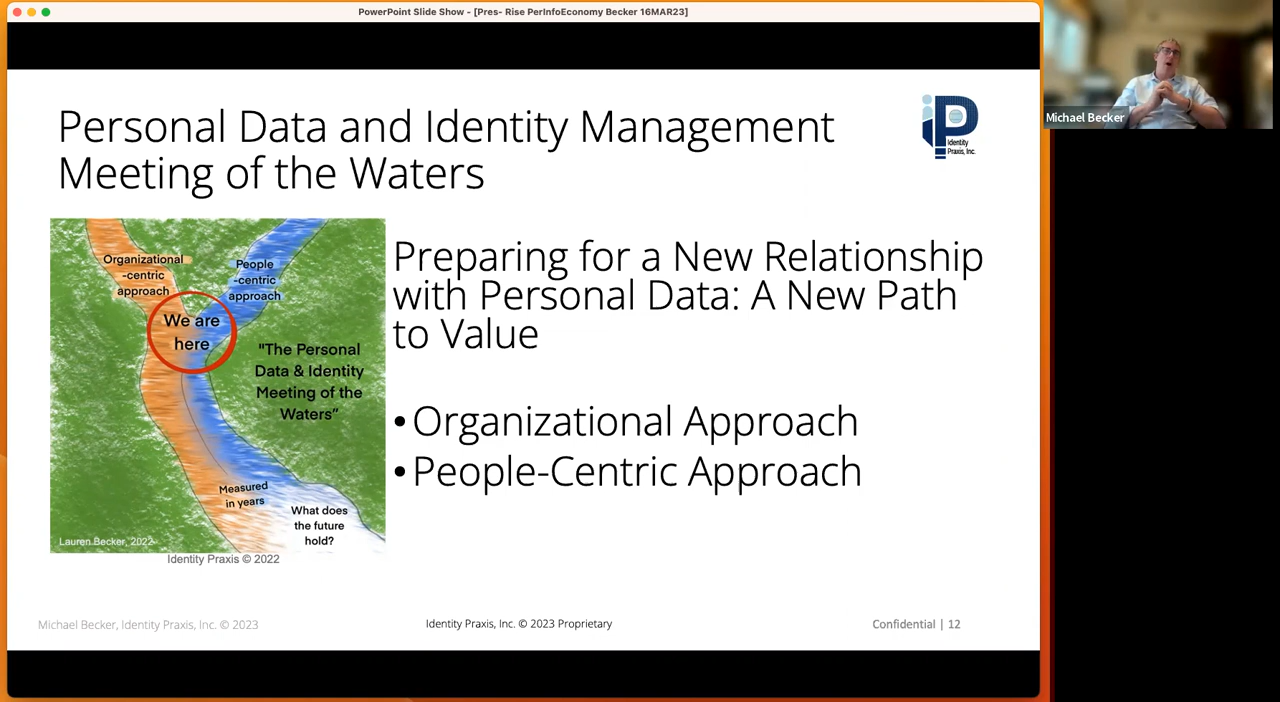 PowerPoint Slide Show - [Pres- Rise PerInfoEconomy Becker 16MAR23]
Personal Data and Identity Management
Meeting of the Waters
iP
Identity
Praxis, Inc.
Michael Becker
Organizational
-centric
approach
People
-centric
approach
We are
here
"The Personal
Data & Identity
Meeting of the
Waters”
Measured
in years
What does
the future
hold?
Lauren Becker, 2022
Identity Praxis © 2022
Preparing for a New Relationship
with Personal Data: A New Path
to Value
• Organizational Approach
• People-Centric Approach
Michael Becker, Identity Praxis, Inc. © 2023
Identity Praxis, Inc. © 2023 Proprietary
Confidential | 12